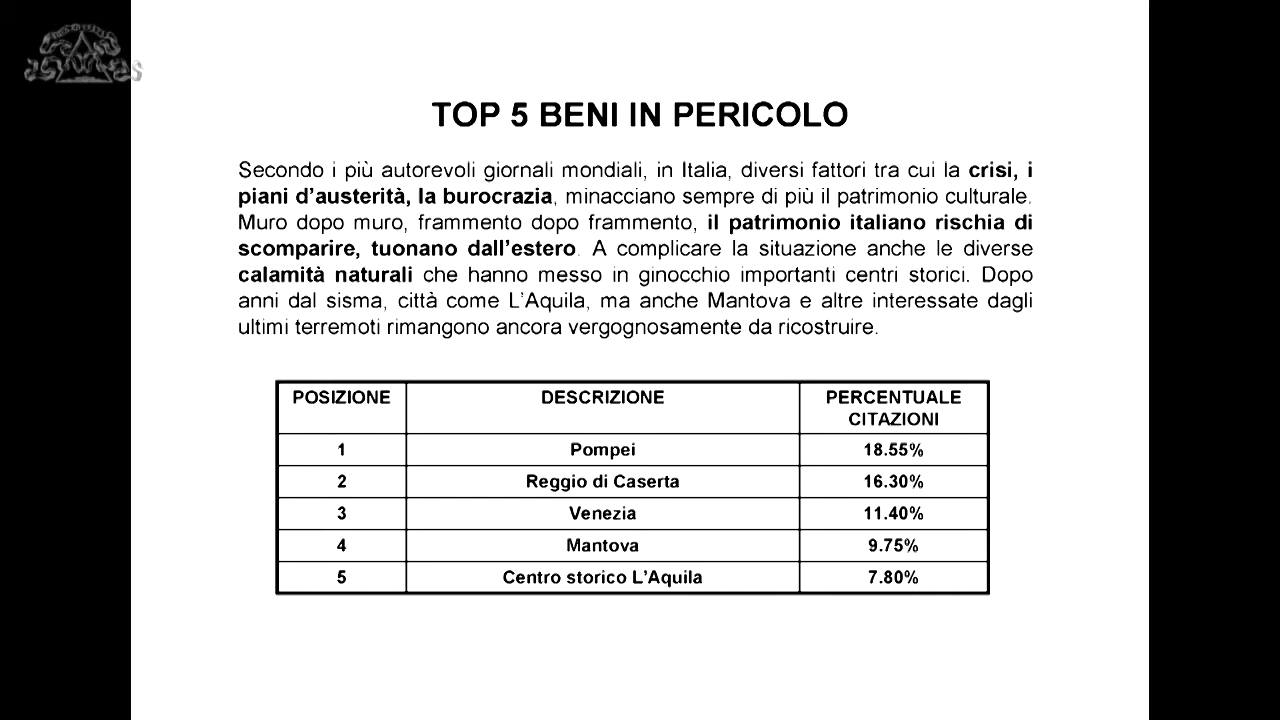 TOP 5 BENI IN PERICOLO
Secondo i più autorevoli giornali mondiali, in Italia, diversi fattori tra cui la crisi, i
piani d'austerità, la burocrazia, minacciano sempre di più il patrimonio culturale.
Muro dopo muro, frammento dopo frammento, il patrimonio italiano rischia di
scomparire, tuonano dall'estero. A complicare la situazione anche le diverse
calamità naturali che hanno messo in ginocchio importanti centri storici. Dopo
anni dal sisma, città come L'Aquila, ma anche Mantova e altre interessate dagli
ultimi terremoti rimangono ancora vergognosamente da ricostruire.
POSIZIONE DESCRIZIONE PERCENTUALE
CITAZIONI
1 Pompei 18.55%
2 Reggio di Caserta 16.30%
3 Venezia 11.40%
4 Mantova 9.75%
5 Centro storico L'Aquila 7.80%